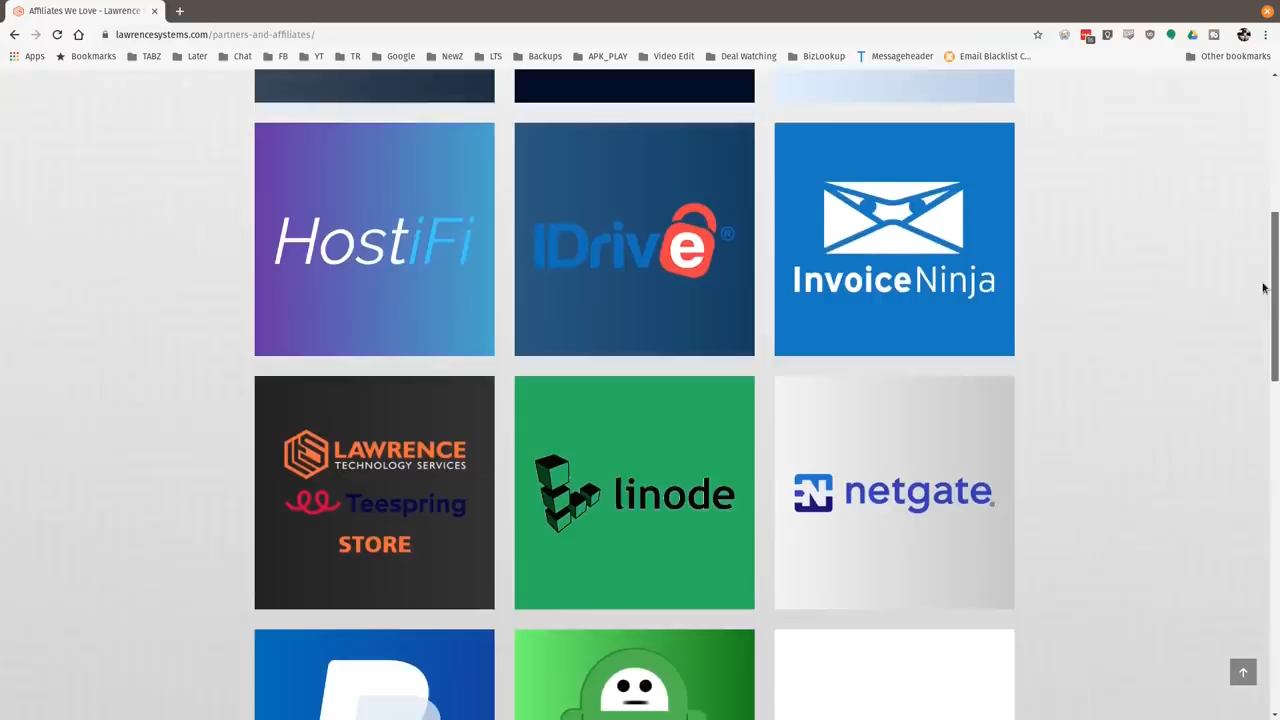 Affiliates We Love - Lawrence
lawrencesystems.com/partners-and-affiliates/
Apps Bookmarks TABZ Later Chat FB YT TR Google NewZ LTS Backups APK_PLAY Video Edit Deal Watching BizLookup Messageheader Email Blacklist C... Other bookmarks
HostiFi
IDrive®
InvoiceNinja
LAWRENCE
TECHNOLOGY SERVICES
Teespring
STORE
linode
netgate®